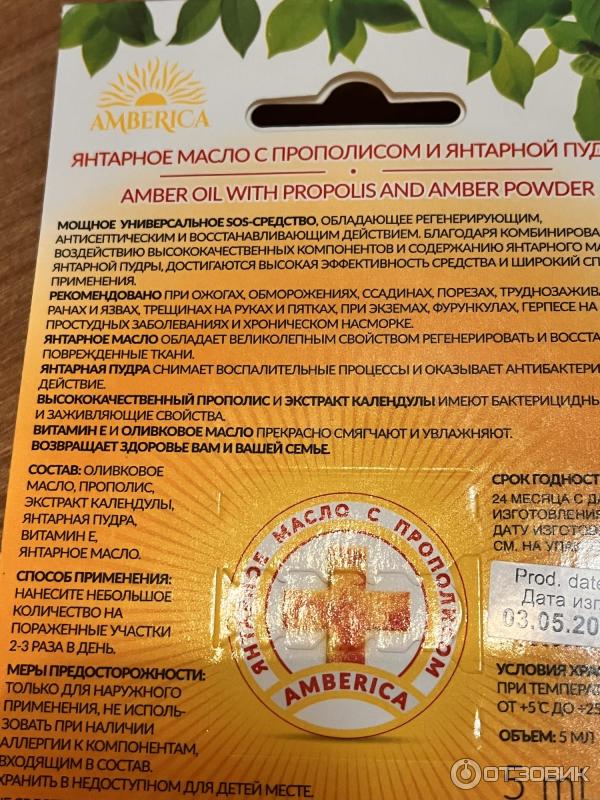 AMBERICA
ЯНТАРНОЕ МАСЛО С ПРОПОЛИСОМ И ЯНТАРНОЙ ПУД
AMBER OIL WITH PROPOLIS AND AMBER POWDER
МОЩНОЕ УНИВЕРСАЛЬНОЕ SOS-СРЕДСТВО, ОБЛАДАЮЩЕЕ РЕГЕНЕРИРУЮЩИМ,
АНТИСЕПТИЧЕСКИМ И ВОССТАНАВЛИВАЮЩИМ ДЕЙСТВИЕМ. БЛАГОДАРЯ КОМБИНИРОВА
ВОЗДЕЙСТВИЮ ВЫСОКОКАЧЕСТВЕННЫХ КОМПОНЕНТОВ И СОДЕРЖАНИЮ ЯНТАРНОГО МА
ЯНТАРНОЙ ПУДРЫ, ДОСТИГАЮТСЯ ВЫСОКАЯ ЭФФЕКТИВНОСТЬ СРЕДСТВА И ШИРОКИЙ СП
ПРИМЕНЕНИЯ.
РЕКОМЕНДОВАНО ПРИ ОЖОГАХ, ОБМОРОЖЕНИЯХ, ССАДИНАХ, ПОРЕЗАХ, ТРУДНОЗАЖИВА
РАНАХ И ЯЗВАХ, ТРЕЩИНАХ НА РУКАХ И ПЯТКАХ, ПРИ ЭКЗЕМАХ, ФУРУНКУЛАХ, ГЕРПЕСЕ НА
ПРОСТУДНЫХ ЗАБОЛЕВАНИЯХ И ХРОНИЧЕСКОМ НАСМОРКЕ.
ЯНТАРНОЕ МАСЛО ОБЛАДАЕТ ВЕЛИКОЛЕПНЫМ СВОЙСТВОМ РЕГЕНЕРИРОВАТЬ И ВОССТА
ПОВРЕЖДЕННЫЕ ТКАНИ.
ЯНТАРНАЯ ПУДРА СНИМАЕТ ВОСПАЛИТЕЛЬНЫЕ ПРОЦЕССЫ И ОКАЗЫВАЕТ АНТИБАКТЕРИ
ДЕЙСТВИЕ.
ВЫСОКОКАЧЕСТВЕННЫЙ ПРОПОЛИС И ЭКСТРАКТ КАЛЕНДУЛЫ ИМЕЮТ БАКТЕРИЦИДНЫ
И ЗАЖИВЛЯЮЩИЕ СВОЙСТВА.
ВИТАМИН Е И ОЛИВКОВОЕ МАСЛО ПРЕКРАСНО СМЯГЧАЮТ И УВЛАЖНЯЮТ.
ВОЗВРАЩАЕТ ЗДОРОВЬЕ ВАМ И ВАШЕЙ СЕМЬЕ.
СОСТАВ: ОЛИВКОВОЕ
МАСЛО, ПРОПОЛИС,
ЭКСТРАКТ КАЛЕНДУЛЫ,
ЯНТАРНАЯ ПУДРА,
ВИТАМИН Е,
ЯНТАРНОЕ МАСЛО.
СПОСОБ ПРИМЕНЕНИЯ:
НАНЕСИТЕ НЕБОЛЬШОЕ
КОЛИЧЕСТВО НА
ПОРАЖЕННЫЕ УЧАСТКИ
2-3 РАЗА В ДЕНЬ.
МЕРЫ ПРЕДОСТОРОЖНОСТИ:
ТОЛЬКО ДЛЯ НАРУЖНОГО
ПРИМЕНЕНИЯ, НЕ ИСПОЛЬ-
ЗОВАТЬ ПРИ НАЛИЧИИ
АЛЛЕРГИИ К КОМПОНЕНТАМ,
ВХОДЯЩИМ В СОСТАВ.
ХРАНИТЬ В НЕДОСТУПНОМ ДЛЯ ДЕТЕЙ МЕСТЕ.
ЯНТАРНОЕ МАСЛО С ПРОПОЛИСОМ
AMBERICA
СРОК ГОДНОСТ
24 МЕСЯЦА С ДА
ИЗГОТОВЛЕНИЯ
ДАТУ ИЗГОТО
СМ. НА УПАК
Prod. date
Дата изг
03.05.20
УСЛОВИЯ ХРА
ПРИ ТЕМПЕРА
ОТ +5°С ДО +25
ОБЪЕМ: 5 МЛ
5 ml
ОТЗОВИК